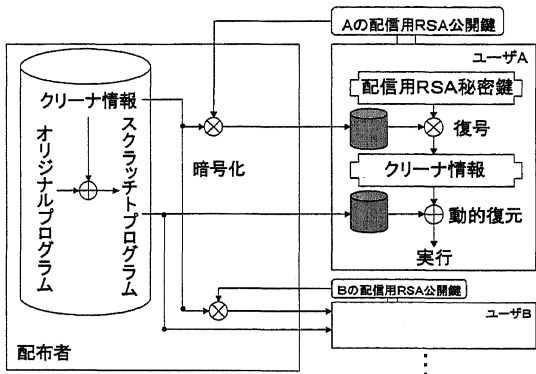 Aの配信用RSA公開鍵
ユーザA
配信用RSA秘密鍵
クリーナ情報
復号
暗号化
クリーナ情報
オリジナルプログラム
スクラッチトプログラム
動的復元
実行
Bの配信用RSA公開鍵
ユーザB
配布者